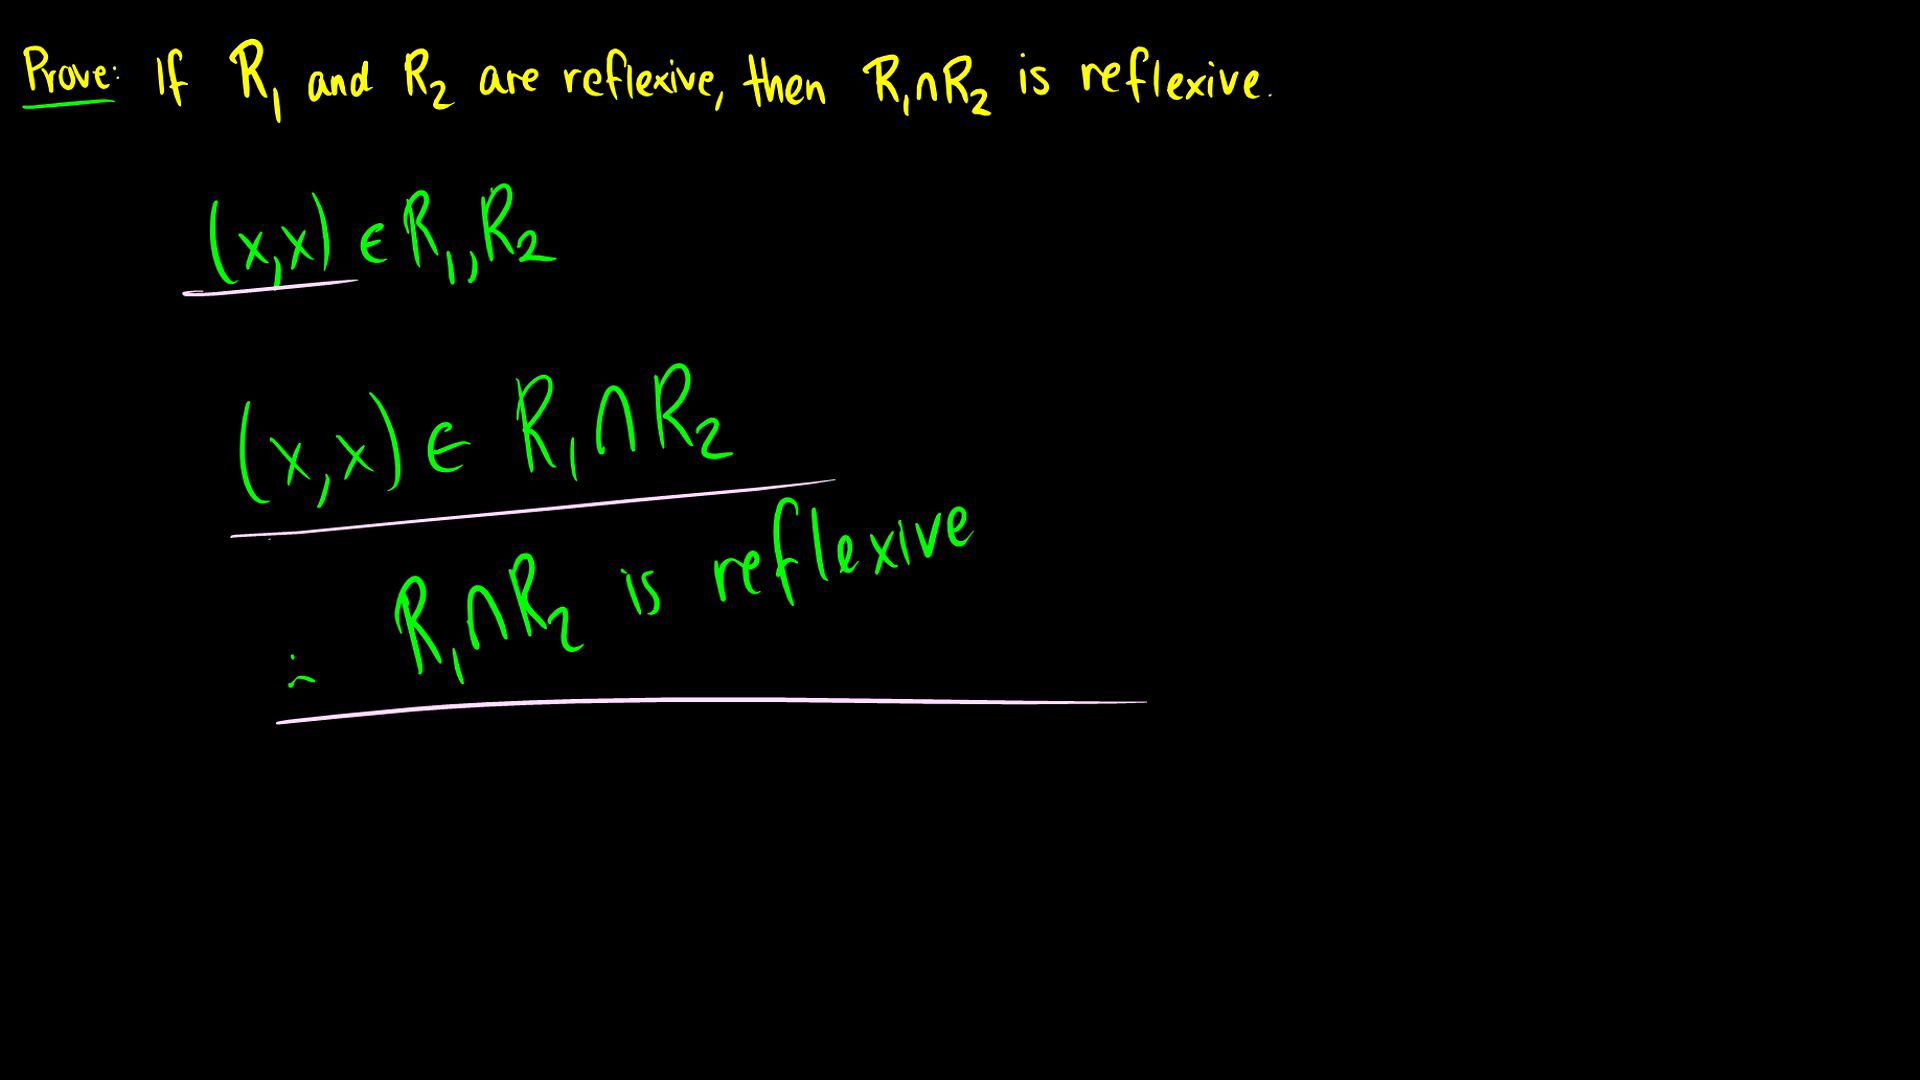 Prove: If R₁ and R₂ are reflexive, then R₁∩R₂ is reflexive.
(x,x) ∈ R₁, R₂
(x,x) ∈ R₁∩R₂
∴ R₁∩R₂ is reflexive